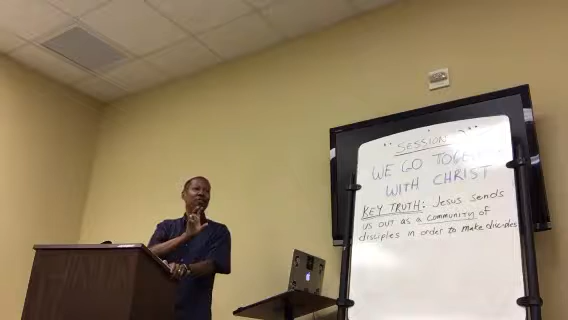 "SESSION
WE GO TOGETHER
WITH CHRIST
KEY TRUTH: Jesus sends
us out as a community of
disciples in order to make disciples